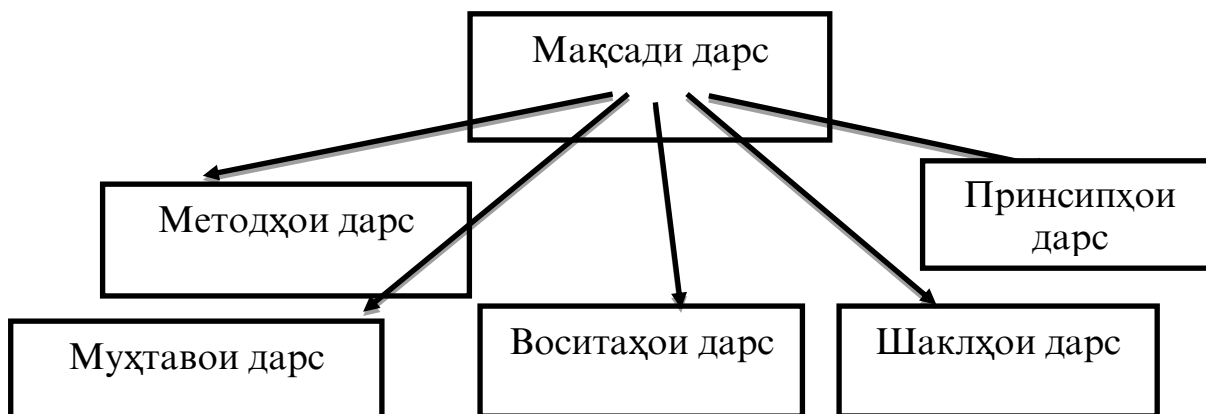 Мақсади дарс
Методҳои дарс
Принсипҳои
дарс
Муҳтавои дарс
Воситаҳои дарс
Шаклҳои дарс